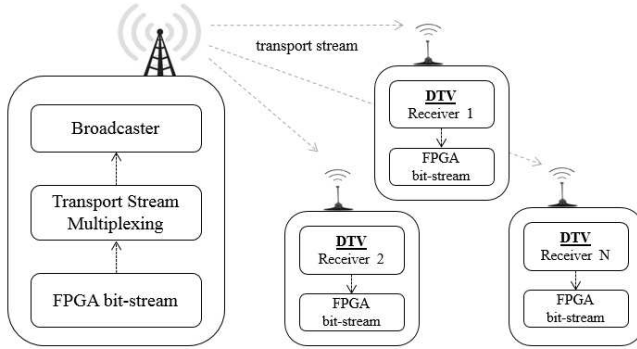 transport stream
Broadcaster
Transport Stream
Multiplexing
FPGA bit-stream
DTV
Receiver 1
FPGA
bit-stream
DTV
Receiver 2
FPGA
bit-stream
DTV
Receiver N
FPGA
bit-stream